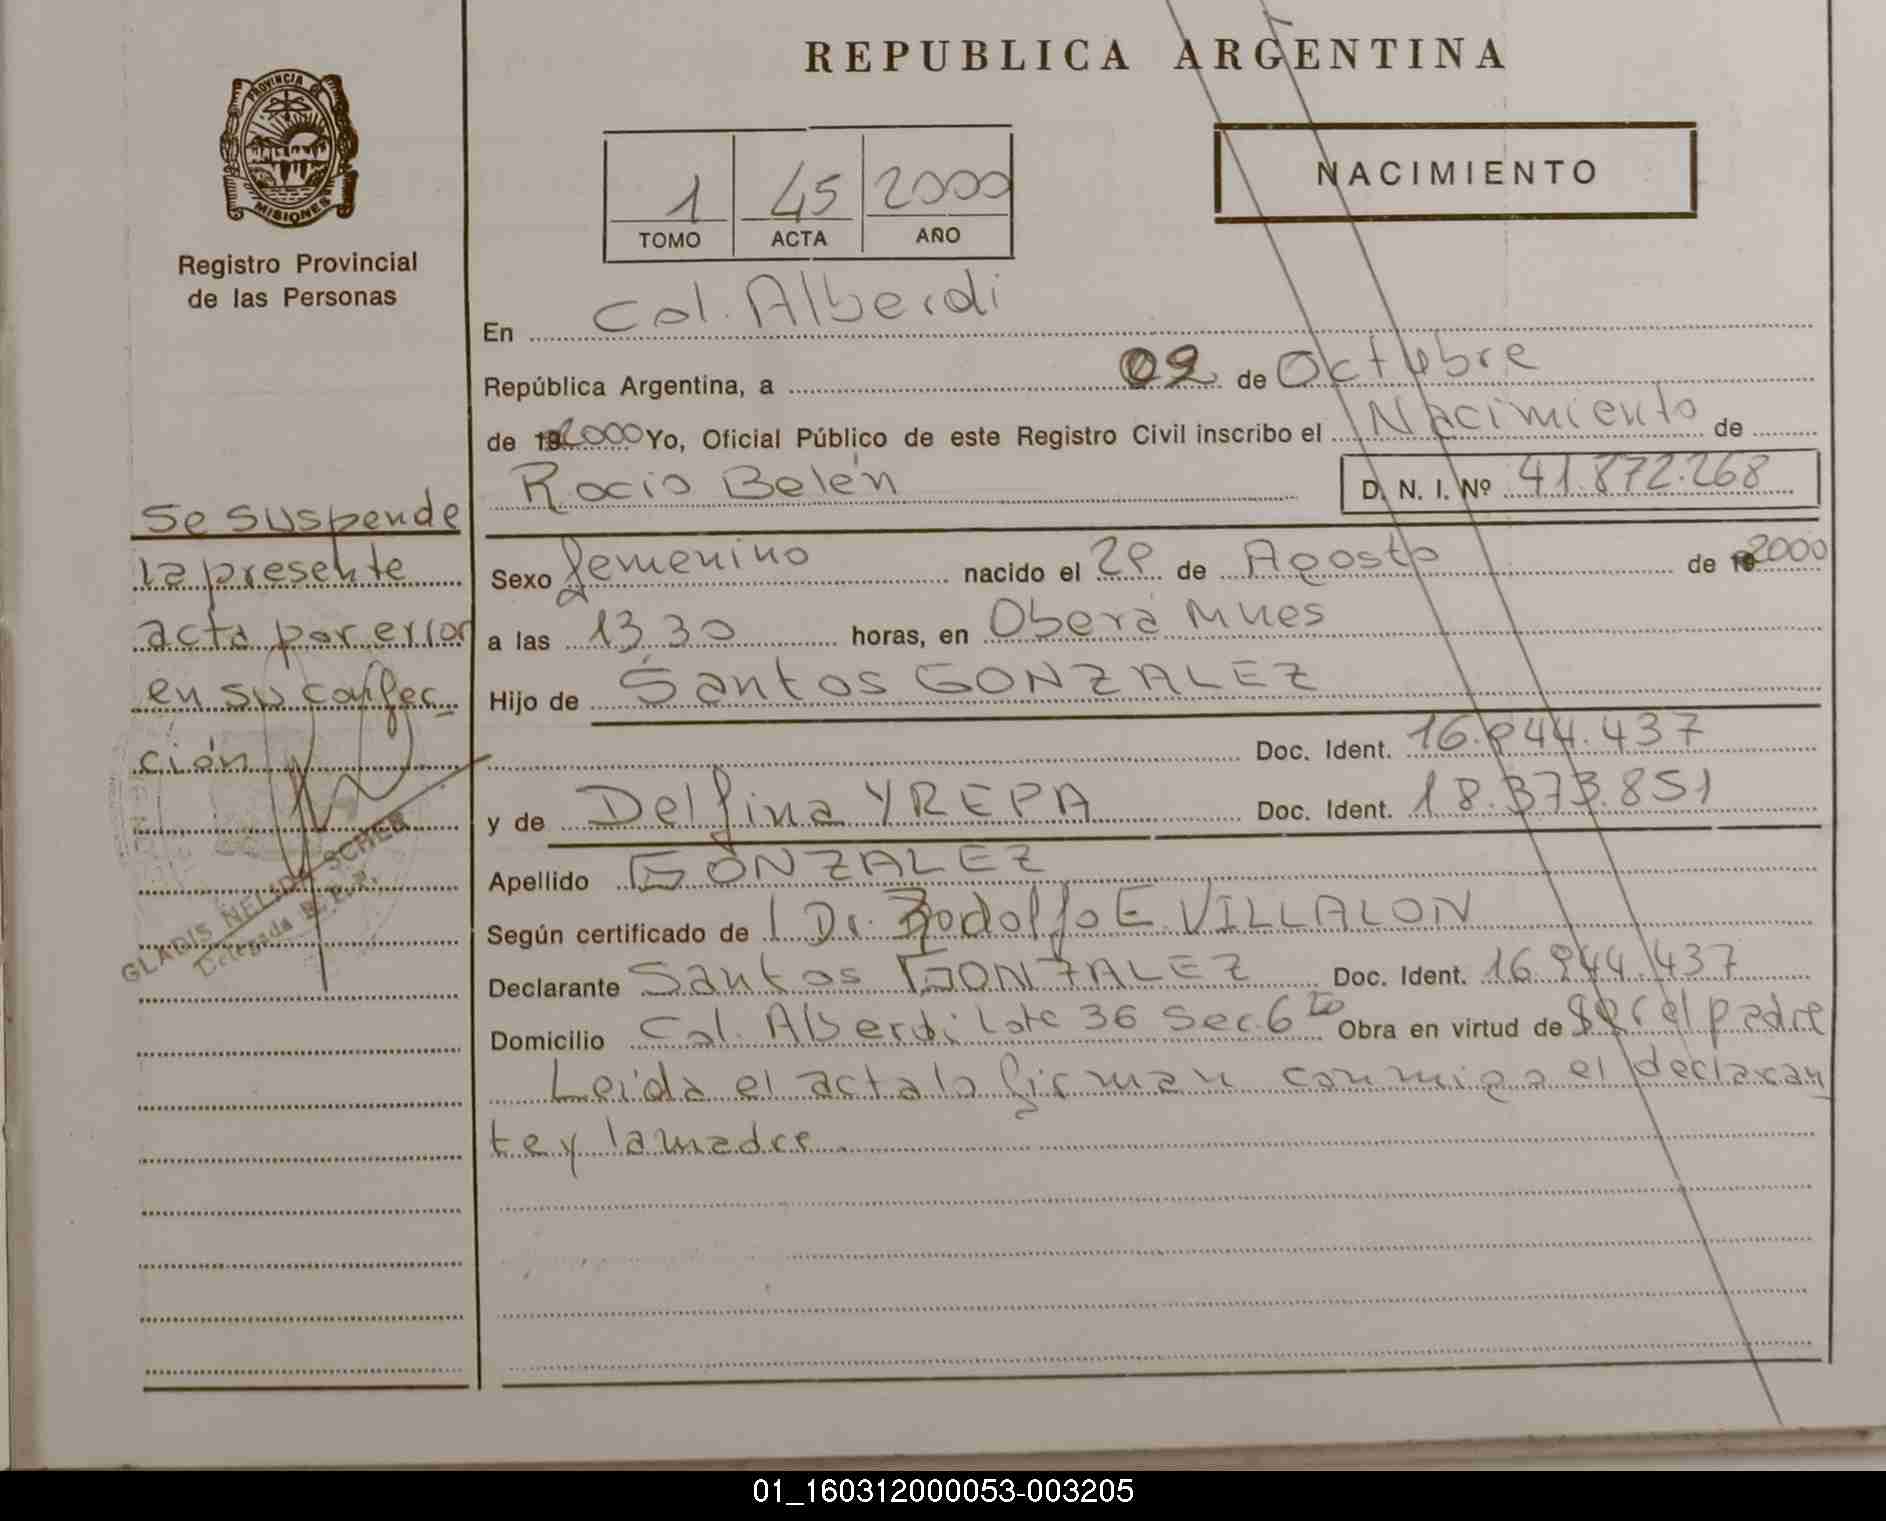 REPUBLICA ARGENTINA
PROVINCIA DE
MISIONES
Registro Provincial
de las Personas
1 45 2000
TOMO ACTA AÑO
NACIMIENTO
En Col. Alberdi
República Argentina, a 02 de Octubre
de 2000 Yo, Oficial Público de este Registro Civil inscribo el Nacimiento de
Rocio Belén D. N. I. Nº 41.872.268
Sexo femenino nacido el de Agosto de 2000
a las 13.30 horas, en Oberá Mnes
Hijo de Santos GONZALEZ
Doc. Ident. 16.944.437
y de Delfina YREPA Doc. Ident. 18.373.851
Apellido GONZALEZ
Según certificado de Dr. Rodolfo E. VILLALON
Declarante Santos GONZALEZ Doc. Ident. 16.944.437
Domicilio Col. Alberdi Lote 36 Sec. 6ta Obra en virtud de ser el padre
Leida el acta la firman conmigo el declaran
te y la madre
Se suspende
la presente
acta por error
en su confec_
ción
GLADIS NELIDA SCHER
Delegada R. P. P.
01_160312000053-003205